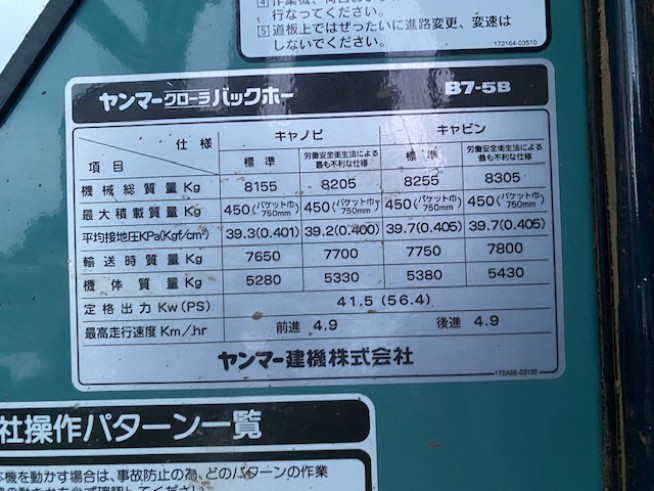 行なってください。
5 道板上ではぜったいに進路変更、変速は
しないでください。
172164-03510
ヤンマークローラバックホー B7-5B
仕様 キャノピ キャビン
項目 標準 労働安全衛生法による最も不利な仕様 標準 労働安全衛生法による最も不利な仕様
機械総質量Kg 8155 8205 8255 8305
最大積載質量Kg 450(バケット巾750mm) 450(バケット巾750mm) 450(バケット巾750mm) 450(バケット巾750mm)
平均接地圧KPa(Kgf/cm²) 39.3(0.401) 39.2(0.400) 39.7(0.405) 39.7(0.405)
輸送時質量Kg 7650 7700 7750 7800
機体質量Kg 5280 5330 5380 5430
定格出力Kw(PS) 41.5(56.4)
最高走行速度Km/hr 前進 4.9 後進 4.9
ヤンマー建機株式会社
172A68-03100
社操作パターン一覧
機を動かす場合は、事故防止の為、どのパターンの作業